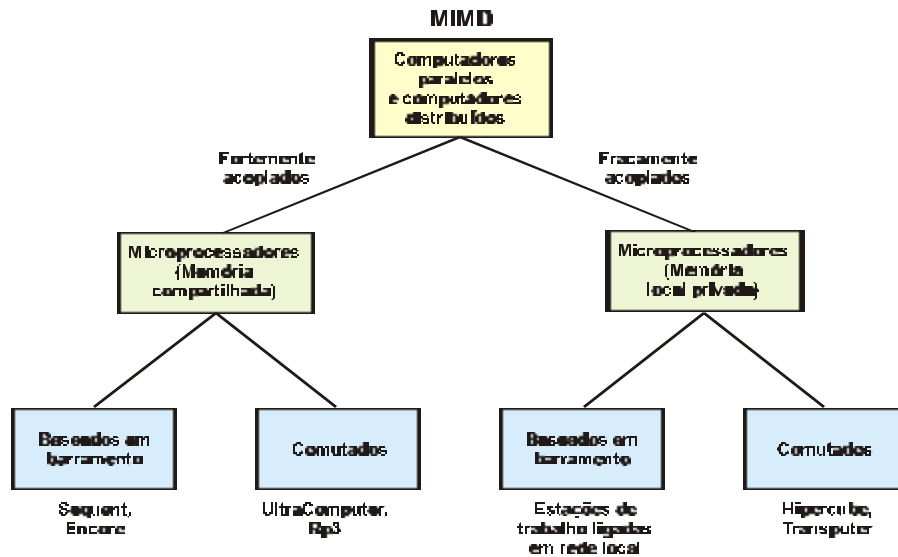 MIMD
Computadores
paralelos
e computadores
distribuídos
Fortemente
acoplados
Fracamente
acoplados
Microprocessadores
(Memória
compartilhada)
Microprocessadores
(Memória
local privada)
Baseados em
barramento
Comutados
Baseados em
barramento
Comutados
Sequent,
Encore
UltraComputer,
Rp3
Estações de
trabalho ligadas
em rede local
Hipercube,
Transputer